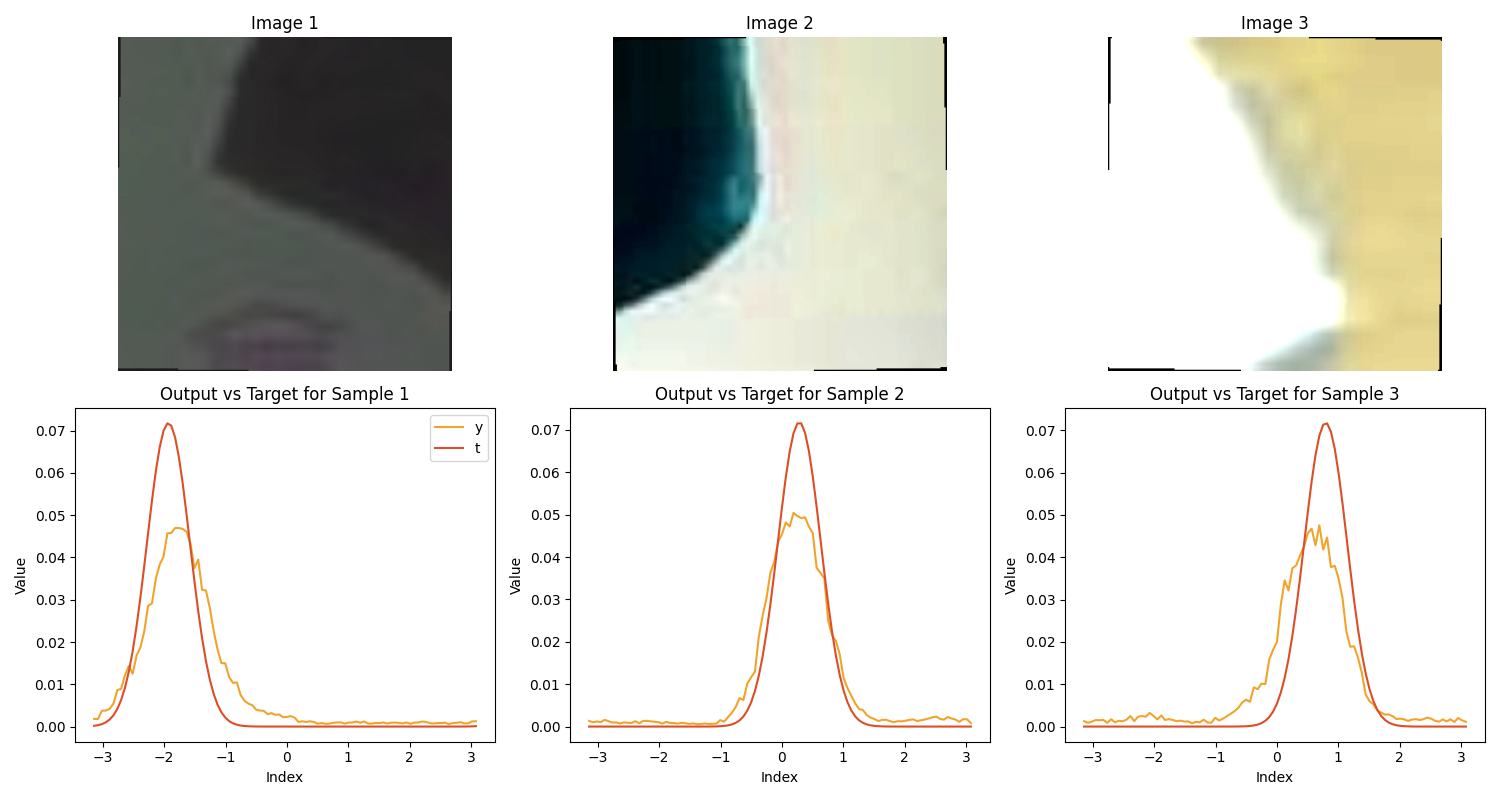 Image 1
Image 2
Image 3
Output vs Target for Sample 1
Output vs Target for Sample 2
Output vs Target for Sample 3
Value
0.07
0.06
0.05
0.04
0.03
0.02
0.01
0.00
y
t
−3 −2 −1 0 1 2 3
Index
Value
0.07
0.06
0.05
0.04
0.03
0.02
0.01
0.00
−3 −2 −1 0 1 2 3
Index
Value
0.07
0.06
0.05
0.04
0.03
0.02
0.01
0.00
−3 −2 −1 0 1 2 3
Index